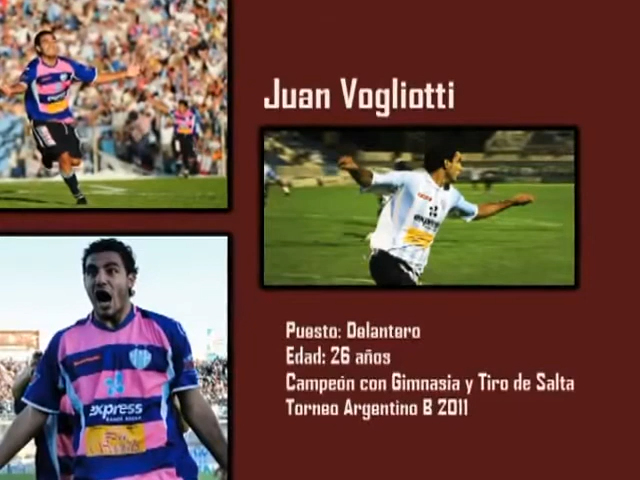 Juan Vogliotti
Puesto: Delantero
Edad: 26 años
Campeón con Gimnasia y Tiro de Salta
Torneo Argentino B 2011
express